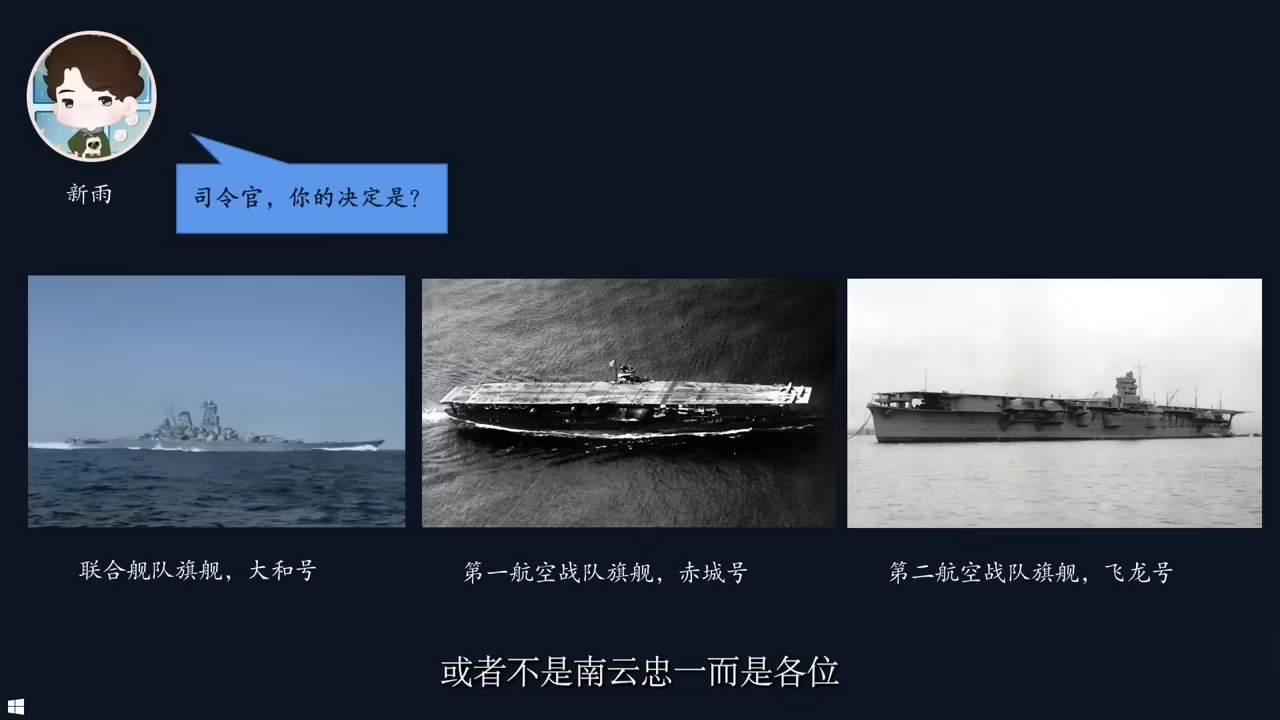 新雨
司令官，你的决定是？
联合舰队旗舰，大和号
第一航空战队旗舰，赤城号
第二航空战队旗舰，飞龙号
或者不是南云忠一而是各位